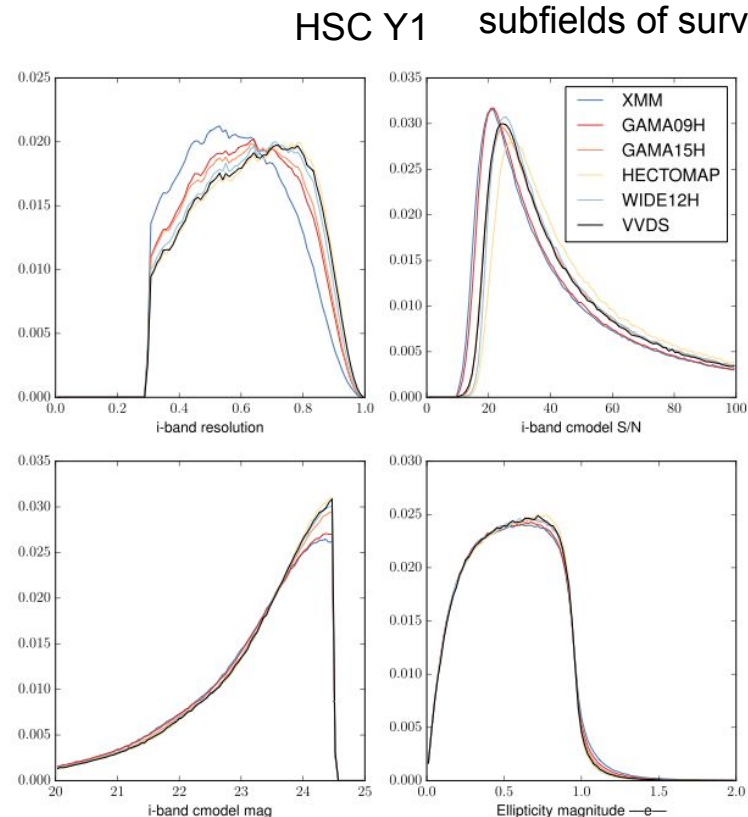 HSC Y1 subfields of surv
0.025
0.020
0.015
0.010
0.005
0.000
0.0 0.2 0.4 0.6 0.8 1.0
i-band resolution
0.035
0.030
0.025
0.020
0.015
0.010
0.005
0.000
0 20 40 60 80 100
i-band cmodel S/N
XMM
GAMA09H
GAMA15H
HECTOMAP
WIDE12H
VVDS
0.035
0.030
0.025
0.020
0.015
0.010
0.005
0.000
20 21 22 23 24 25
i-band cmodel mag
0.030
0.025
0.020
0.015
0.010
0.005
0.000
0.0 0.5 1.0 1.5 2.0
Ellipticity magnitude —e—